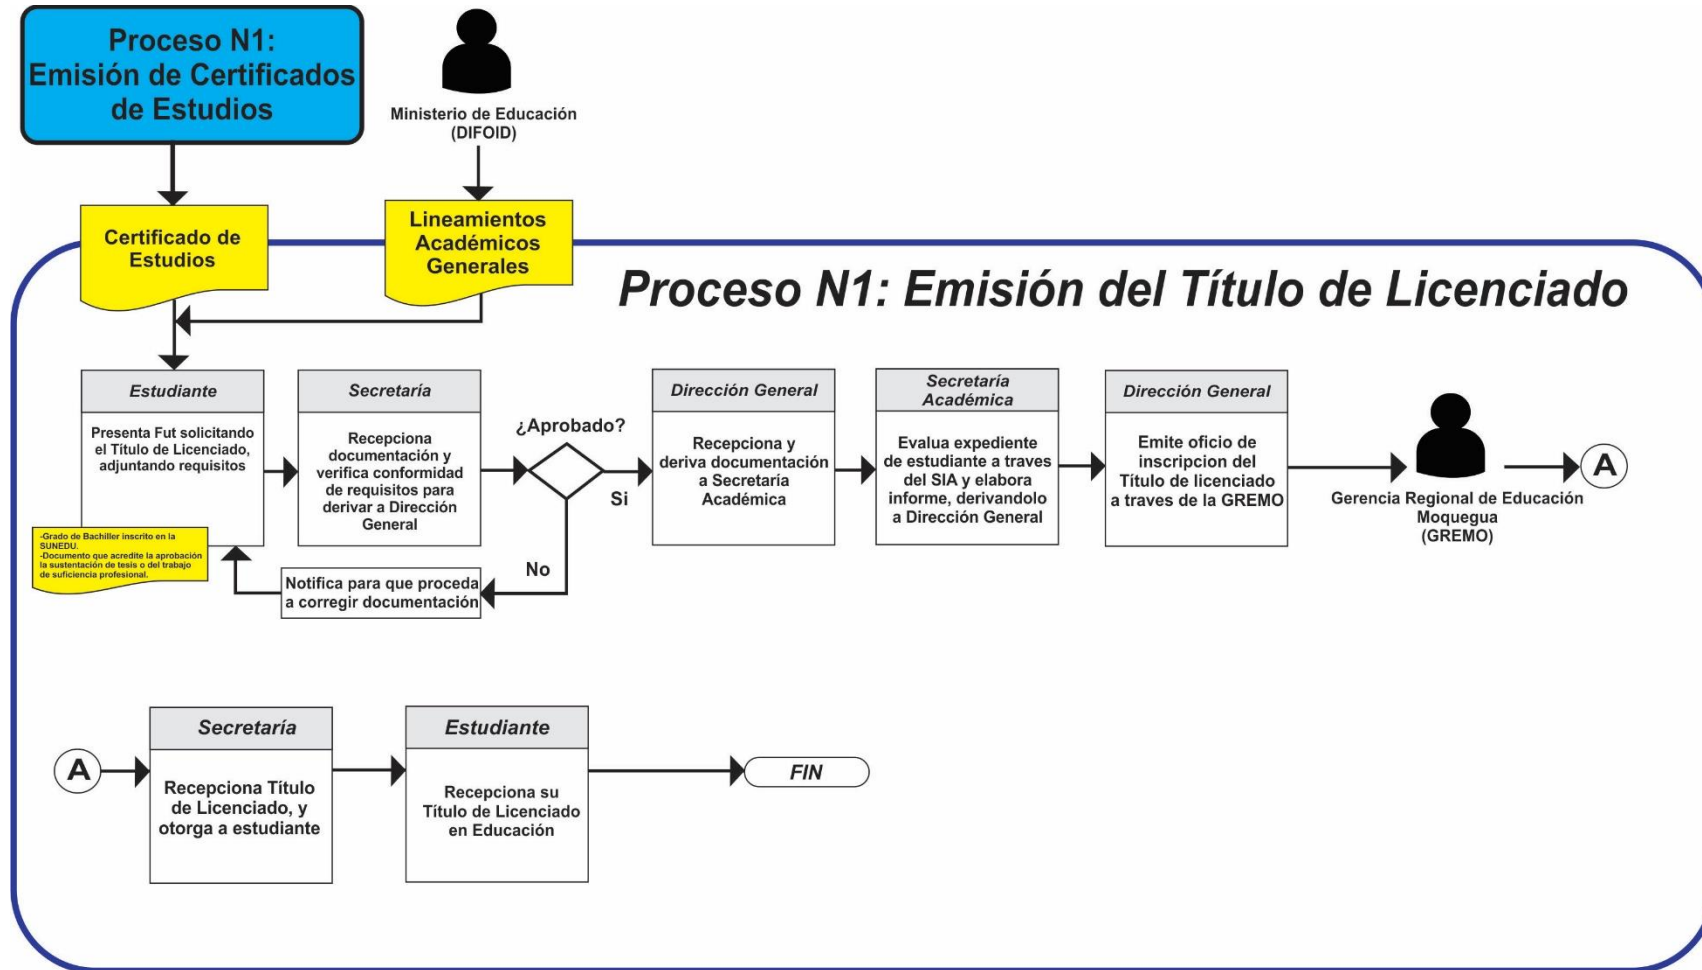 Proceso N1:
Emisión de Certificados
de Estudios
Ministerio de Educación
(DIFOID)
Certificado de
Estudios
Lineamientos
Académicos
Generales
Proceso N1: Emisión del Título de Licenciado
Estudiante
Presenta Fut solicitando
el Título de Licenciado,
adjuntando requisitos
-Grado de Bachiller inscrito en la
SUNEDU.
-Documento que acredite la aprobación
la sustentación de tesis o del trabajo
de suficiencia profesional.
Secretaría
Recepciona
documentación y
verifica conformidad
de requisitos para
derivar a Dirección
General
¿Aprobado?
Si
No
Notifica para que proceda
a corregir documentación
Dirección General
Recepciona y
deriva documentación
a Secretaría
Académica
Secretaría
Académica
Evalua expediente
de estudiante a traves
del SIA y elabora
informe, derivandolo
a Dirección General
Dirección General
Emite oficio de
inscripcion del
Título de licenciado
a traves de la GREMO
Gerencia Regional de Educación
Moquegua
(GREMO)
A
A
Secretaría
Recepciona Título
de Licenciado, y
otorga a estudiante
Estudiante
Recepciona su
Título de Licenciado
en Educación
FIN